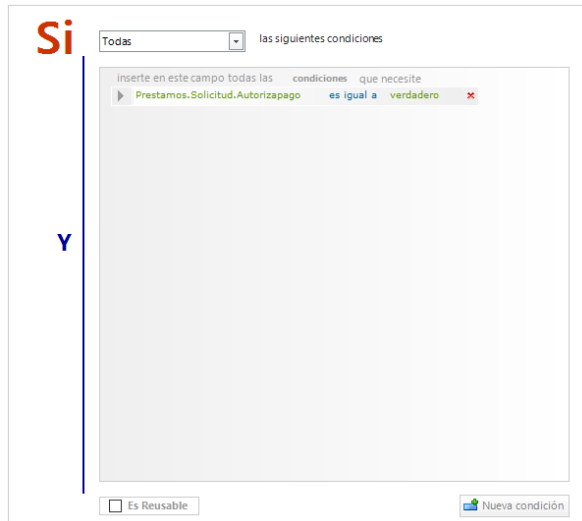 Si Todas las siguientes condiciones
inserte en este campo todas las condiciones que necesite
Prestamos.Solicitud.Autorizapago es igual a verdadero
Y
Es Reusable Nueva condición